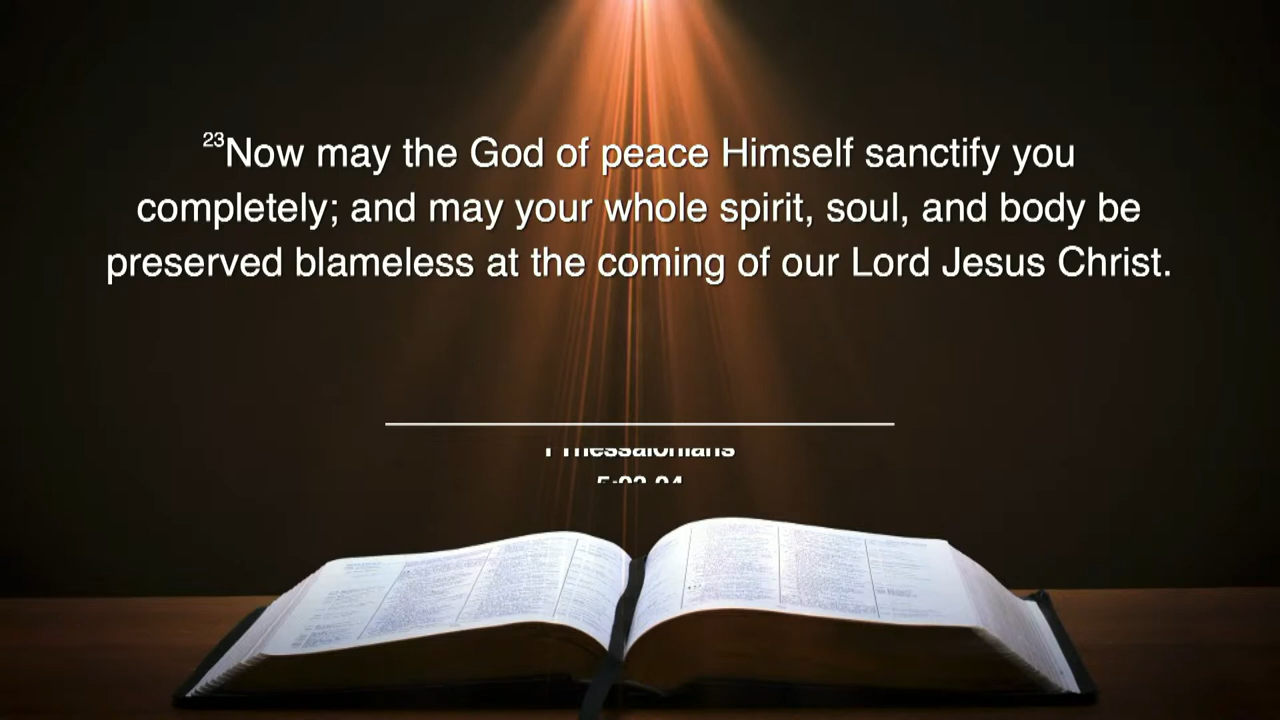 ²³Now may the God of peace Himself sanctify you
completely; and may your whole spirit, soul, and body be
preserved blameless at the coming of our Lord Jesus Christ.
Thessalonians